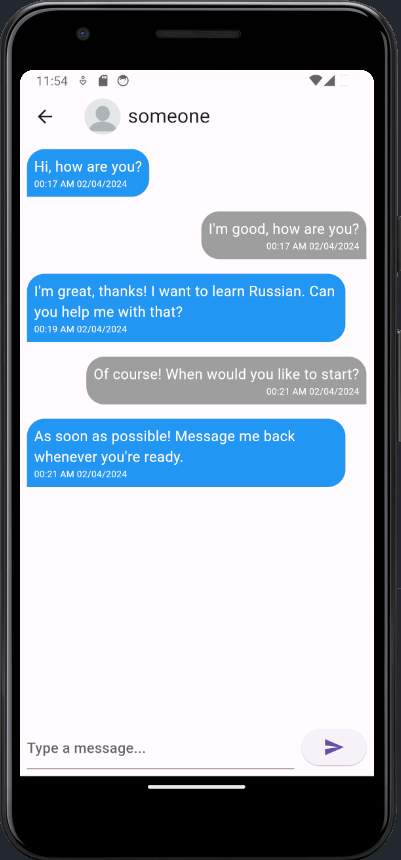 11:54
someone
Hi, how are you?
00:17 AM 02/04/2024
I'm good, how are you?
00:17 AM 02/04/2024
I'm great, thanks! I want to learn Russian. Can
you help me with that?
00:19 AM 02/04/2024
Of course! When would you like to start?
00:21 AM 02/04/2024
As soon as possible! Message me back
whenever you're ready.
00:21 AM 02/04/2024
Type a message...